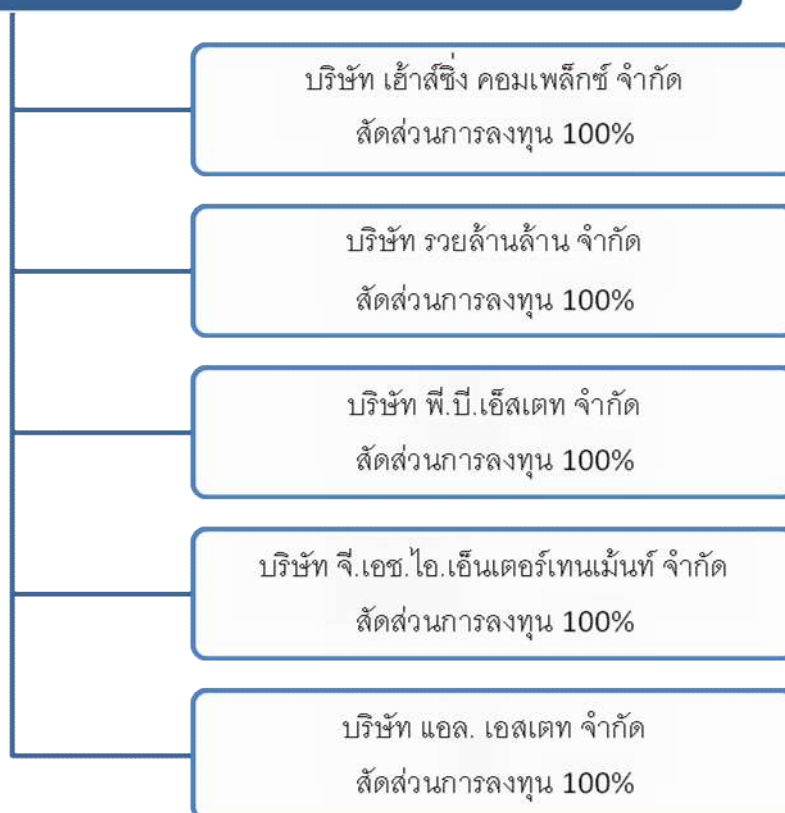 บริษัท เฮ้าส์ซิ่ง คอมเพล็กซ์ จำกัด
สัดส่วนการลงทุน 100%
บริษัท รวยล้านล้าน จำกัด
สัดส่วนการลงทุน 100%
บริษัท พี.บี.เอ็สเตท จำกัด
สัดส่วนการลงทุน 100%
บริษัท จี.เอช.ไอ.เอ็นเตอร์เทนเม้นท์ จำกัด
สัดส่วนการลงทุน 100%
บริษัท แอล. เอสเตท จำกัด
สัดส่วนการลงทุน 100%